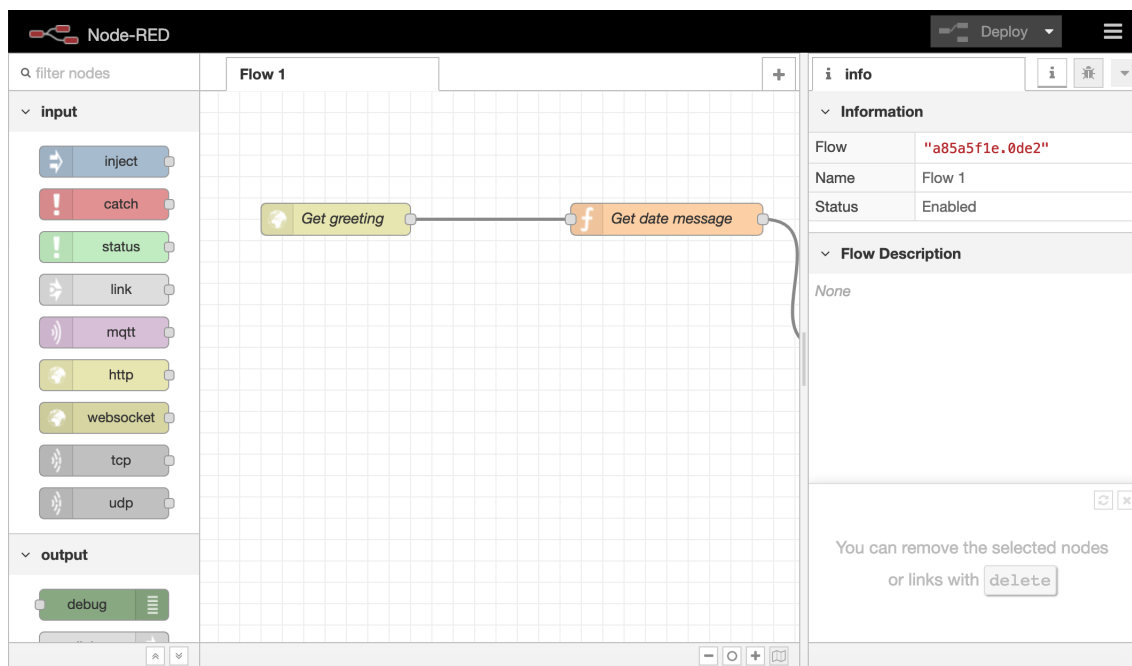 Node-RED
Deploy
filter nodes
Flow 1
info
input
inject
catch
status
link
mqtt
http
websocket
tcp
udp
output
debug
Get greeting
Get date message
Information
Flow "a85a5f1e.0de2"
Name Flow 1
Status Enabled
Flow Description
None
You can remove the selected nodes
or links with delete